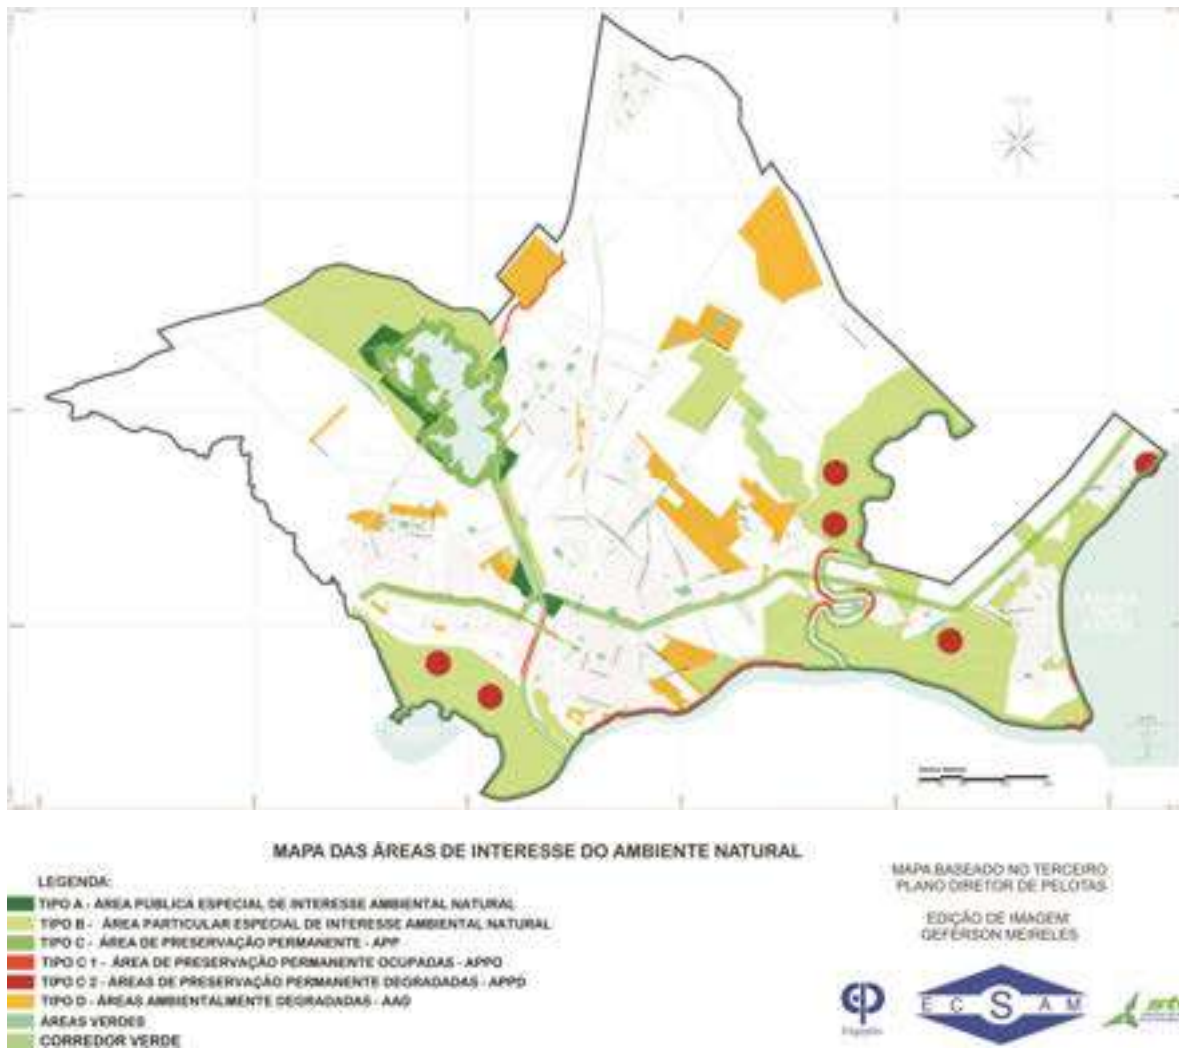 MAPA DAS ÁREAS DE INTERESSE DO AMBIENTE NATURAL
LEGENDA:
TIPO A - ÁREA PÚBLICA ESPECIAL DE INTERESSE AMBIENTAL NATURAL
TIPO B - ÁREA PARTICULAR ESPECIAL DE INTERESSE AMBIENTAL NATURAL
TIPO C - ÁREA DE PRESERVAÇÃO PERMANENTE - APP
TIPO C 1 - ÁREA DE PRESERVAÇÃO PERMANENTE OCUPADAS - APPO
TIPO C 2 - ÁREAS DE PRESERVAÇÃO PERMANENTE DEGRADADAS - APPD
TIPO D - ÁREAS AMBIENTALMENTE DEGRADADAS - AAD
ÁREAS VERDES
CORREDOR VERDE
MAPA BASEADO NO TERCEIRO
PLANO DIRETOR DE PELOTAS
EDIÇÃO DE IMAGEM:
GEFÉRSON MEIRELES
ECSAM